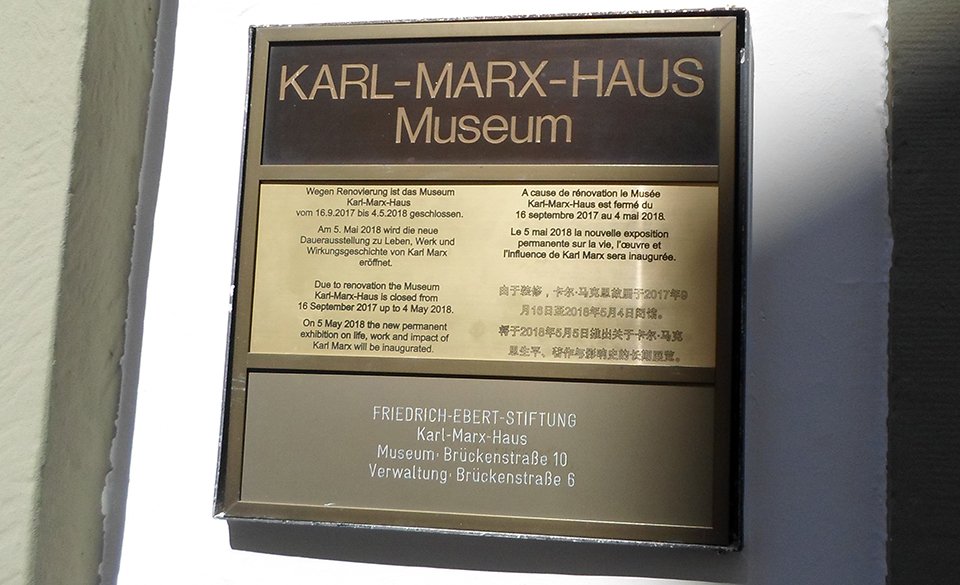 KARL-MARX-HAUS
Museum
Wegen Renovierung ist das Museum
Karl-Marx-Haus
vom 16.9.2017 bis 4.5.2018 geschlossen.
Am 5. Mai 2018 wird die neue
Dauerausstellung zu Leben, Werk und
Wirkungsgeschichte von Karl Marx
eröffnet.
Due to renovation the Museum
Karl-Marx-Haus is closed from
16 September 2017 up to 4 May 2018.
On 5 May 2018 the new permanent
exhibition on life, work and impact of
Karl Marx will be inaugurated.
A cause de rénovation le Musée
Karl-Marx-Haus est fermé du
16 septembre 2017 au 4 mai 2018.
Le 5 mai 2018 la nouvelle exposition
permanente sur la vie, l'œuvre et
l'influence de Karl Marx sera inaugurée.
由于装修，卡尔·马克思故居于2017年9
月16日至2018年5月4日闭馆。
将于2018年5月5日推出关于卡尔·马克
思生平、著作与影响史的长期展览。
FRIEDRICH-EBERT-STIFTUNG
Karl-Marx-Haus
Museum: Brückenstraße 10
Verwaltung: Brückenstraße 6